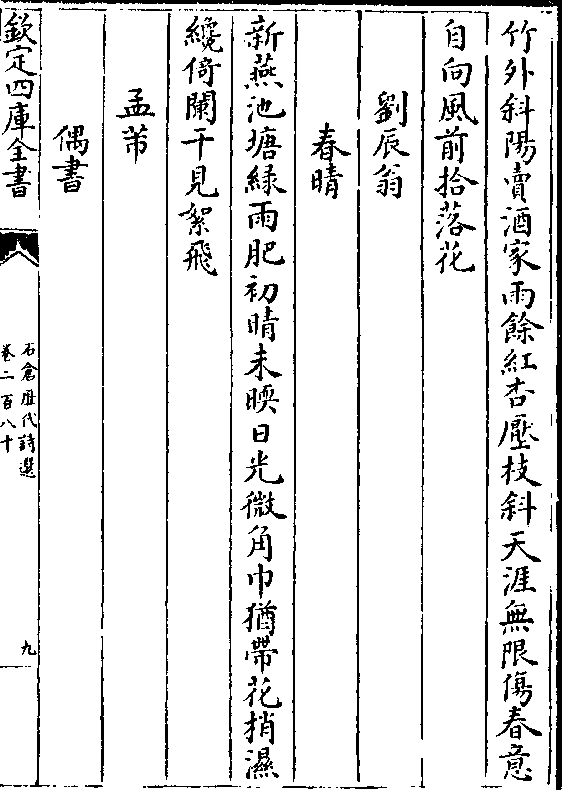 竹外斜陽賣酒家雨餘紅杏壓枝斜天涯無限傷春意
自向風前拾落花
劉辰翁
春晴
新燕池塘緑雨肥初晴未暎日光微角巾猶帶花梢濕
纔倚闌干見絮飛
孟芾
偶書
欽定四庫全書
石倉歷代詩選
卷二百八十
九